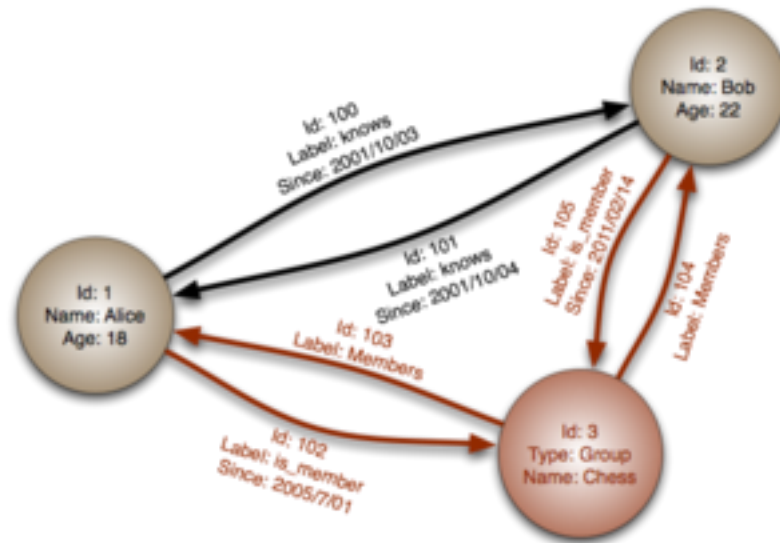 Id: 2
Name: Bob
Age: 22
Id: 100
Label: knows
Since: 2001/10/03
Id: 101
Label: knows
Since: 2001/10/04
Id: 105
Label: is_member
Since: 2011/02/14
Id: 104
Label: Members
Id: 1
Name: Alice
Age: 18
Id: 103
Label: Members
Id: 102
Label: is_member
Since: 2005/7/01
Id: 3
Type: Group
Name: Chess